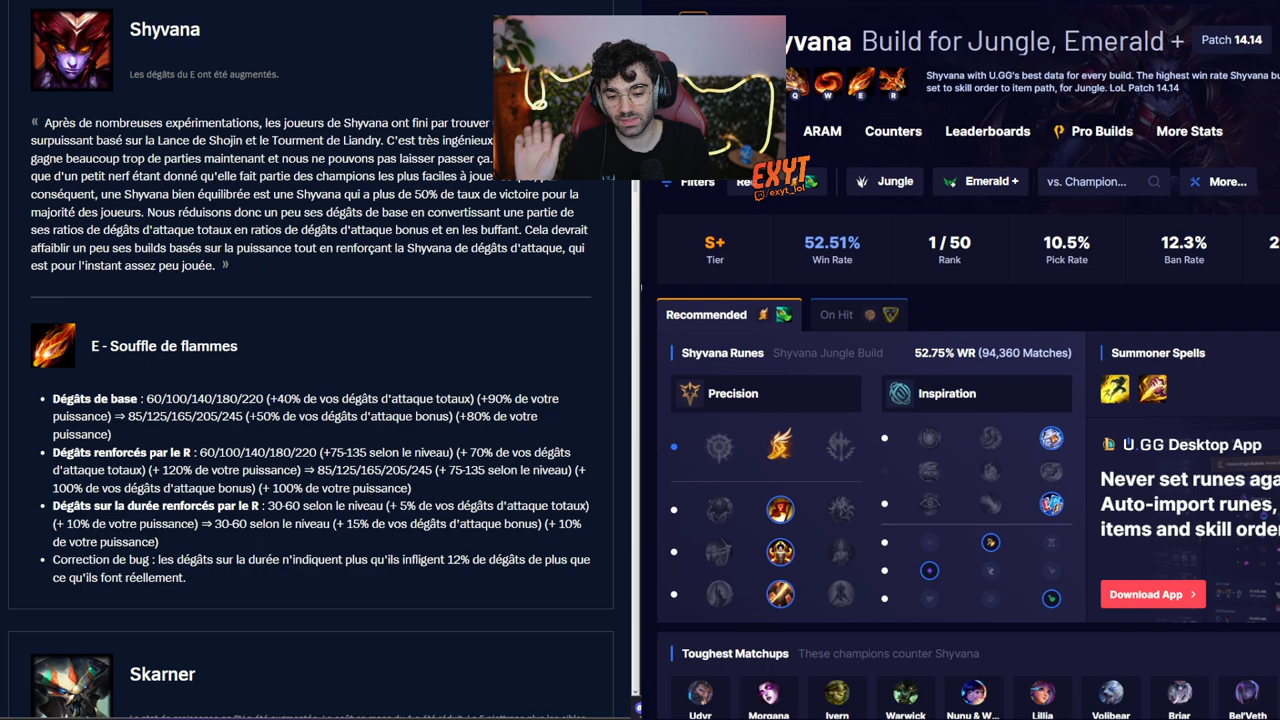 Shyvana
Les dégâts du E ont été augmentés.
« Après de nombreuses expérimentations, les joueurs de Shyvana ont fini par trouver
surpuissant basé sur la Lance de Shojin et le Tourment de Liandry. C'est très ingénieux
gagne beaucoup trop de parties maintenant et nous ne pouvons pas laisser passer ça.
que d'un petit nerf étant donné qu'elle fait partie des champions les plus faciles à
conséquent, une Shyvana bien équilibrée est une Shyvana qui a plus de 50% de taux de victoire pour la
majorité des joueurs. Nous réduisons donc un peu ses dégâts de base en convertissant une partie de
ses ratios de dégâts d'attaque totaux en ratios de dégâts d'attaque bonus et en les buffant. Cela devrait
affaiblir un peu ses builds basés sur la puissance tout en renforçant la Shyvana de dégâts d'attaque, qui
est pour l'instant assez peu jouée. »
E - Souffle de flammes
• Dégâts de base : 60/100/140/180/220 (+40% de vos dégâts d'attaque totaux) (+90% de votre
puissance) ⇒ 85/125/165/205/245 (+50% de vos dégâts d'attaque bonus) (+80% de votre
puissance)
• Dégâts renforcés par le R : 60/100/140/180/220 (+75-135 selon le niveau) (+ 70% de vos dégâts
d'attaque totaux) (+ 120% de votre puissance) ⇒ 85/125/165/205/245 (+ 75-135 selon le niveau) (+
100% de vos dégâts d'attaque bonus) (+ 100% de votre puissance)
• Dégâts sur la durée renforcés par le R : 30-60 selon le niveau (+ 5% de vos dégâts d'attaque totaux)
(+ 10% de votre puissance) ⇒ 30-60 selon le niveau (+ 15% de vos dégâts d'attaque bonus) (+ 10%
de votre puissance)
• Correction de bug : les dégâts sur la durée n'indiquent plus qu'ils infligent 12% de dégâts de plus que
ce qu'ils font réellement.
Skarner
EXYT
/exyt_lol
yvana Build for Jungle, Emerald +
Patch 14.14
Q W E R
Shyvana with U.GG's best data for every build. The highest win rate Shyvana bu
set to skill order to item path, for Jungle. LoL Patch 14.14
ARAM Counters Leaderboards Pro Builds More Stats
Filters Jungle Emerald + vs. Champion... More...
S+ 52.51% 1 / 50 10.5% 12.3% 2
Tier Win Rate Rank Pick Rate Ban Rate
Recommended On Hit
Shyvana Runes Shyvana Jungle Build 52.75% WR (94,360 Matches)
Precision Inspiration
Summoner Spells
U.GG Desktop App
Never set runes aga
Auto-import runes,
items and skill order
Download App
Toughest Matchups These champions counter Shyvana
Udyr Morgana Ivern Warwick Nunu & W... Lillia Volibear Briar Bel'Veth